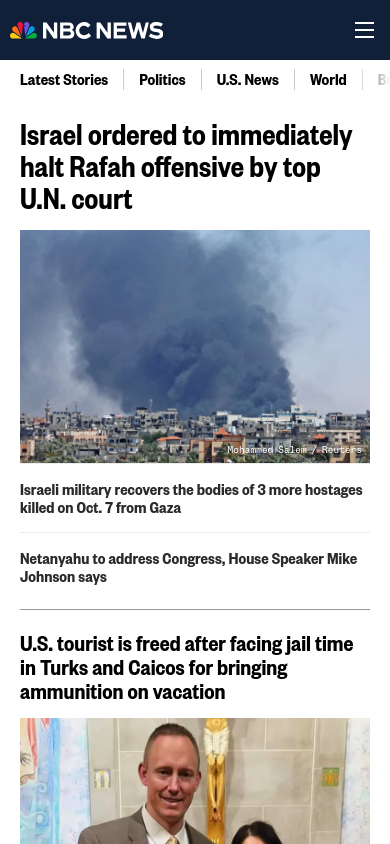 NBC NEWS
Latest Stories
Politics
U.S. News
World
Israel ordered to immediately
halt Rafah offensive by top
U.N. court
Mohammed Salem / Reuters
Israeli military recovers the bodies of 3 more hostages
killed on Oct. 7 from Gaza
Netanyahu to address Congress, House Speaker Mike
Johnson says
U.S. tourist is freed after facing jail time
in Turks and Caicos for bringing
ammunition on vacation